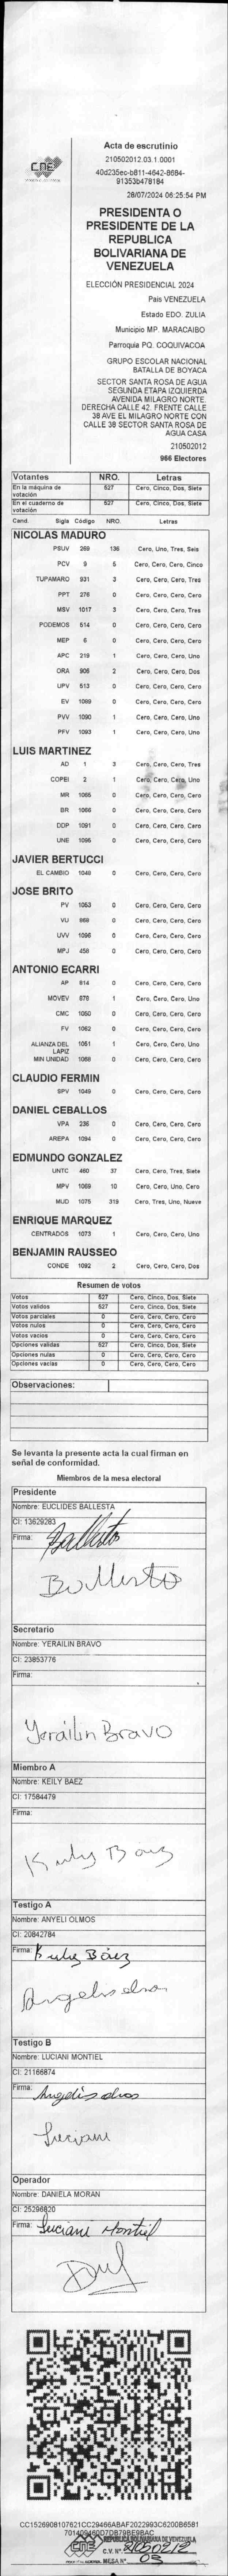 CNE
Acta de escrutinio
210502012.03.1.0001
40d235ec-b811-4642-8684-
91353b478184
28/07/2024 06:25:54 PM
PRESIDENTA O
PRESIDENTE DE LA
REPUBLICA
BOLIVARIANA DE
VENEZUELA
ELECCIÓN PRESIDENCIAL 2024
Pais VENEZUELA
Estado EDO. ZULIA
Municipio MP. MARACAIBO
Parroquia PQ. COQUIVACOA
GRUPO ESCOLAR NACIONAL
BATALLA DE BOYACA
SECTOR SANTA ROSA DE AGUA
SEGUNDA ETAPA IZQUIERDA
AVENIDA MILAGRO NORTE.
DERECHA CALLE 42. FRENTE CALLE
38 AVE EL MILAGRO NORTE CON
CALLE 38 SECTOR SANTA ROSA DE
AGUA CASA
210502012
966 Electores
Votantes NRO. Letras
En la máquina de votación 527 Cero, Cinco, Dos, Siete
En el cuaderno de votación 527 Cero, Cinco, Dos, Siete
Cand. Sigla Código NRO. Letras
NICOLAS MADURO
PSUV 269 136 Cero, Uno, Tres, Seis
PCV 9 5 Cero, Cero, Cero, Cinco
TUPAMARO 931 3 Cero, Cero, Cero, Tres
PPT 276 0 Cero, Cero, Cero, Cero
MSV 1017 3 Cero, Cero, Cero, Tres
PODEMOS 514 0 Cero, Cero, Cero, Cero
MEP 6 0 Cero, Cero, Cero, Cero
APC 219 1 Cero, Cero, Cero, Uno
ORA 906 2 Cero, Cero, Cero, Dos
UPV 513 0 Cero, Cero, Cero, Cero
EV 1089 0 Cero, Cero, Cero, Cero
PVV 1090 1 Cero, Cero, Cero, Uno
PFV 1093 1 Cero, Cero, Cero, Uno
LUIS MARTINEZ
AD 1 3 Cero, Cero, Cero, Tres
COPEI 2 1 Cero, Cero, Cero, Uno
MR 1065 0 Cero, Cero, Cero, Cero
BR 1066 0 Cero, Cero, Cero, Cero
DDP 1091 0 Cero, Cero, Cero, Cero
UNE 1095 0 Cero, Cero, Cero, Cero
JAVIER BERTUCCI
EL CAMBIO 1048 0 Cero, Cero, Cero, Cero
JOSE BRITO
PV 1053 0 Cero, Cero, Cero, Cero
VU 868 0 Cero, Cero, Cero, Cero
UVV 1096 0 Cero, Cero, Cero, Cero
MPJ 458 0 Cero, Cero, Cero, Cero
ANTONIO ECARRI
AP 814 0 Cero, Cero, Cero, Cero
MOVEV 878 1 Cero, Cero, Cero, Uno
CMC 1050 0 Cero, Cero, Cero, Cero
FV 1062 0 Cero, Cero, Cero, Cero
ALIANZA DEL LAPIZ 1051 1 Cero, Cero, Cero, Uno
MIN UNIDAD 1068 0 Cero, Cero, Cero, Cero
CLAUDIO FERMIN
SPV 1049 0 Cero, Cero, Cero, Cero
DANIEL CEBALLOS
VPA 236 0 Cero, Cero, Cero, Cero
AREPA 1094 0 Cero, Cero, Cero, Cero
EDMUNDO GONZALEZ
UNTC 460 37 Cero, Cero, Tres, Siete
MPV 1069 10 Cero, Cero, Uno, Cero
MUD 1075 319 Cero, Tres, Uno, Nueve
ENRIQUE MARQUEZ
CENTRADOS 1073 1 Cero, Cero, Cero, Uno
BENJAMIN RAUSSEO
CONDE 1092 2 Cero, Cero, Cero, Dos
Resumen de votos
Votos 527 Cero, Cinco, Dos, Siete
Votos validos 527 Cero, Cinco, Dos, Siete
Votos parciales 0 Cero, Cero, Cero, Cero
Votos nulos 0 Cero, Cero, Cero, Cero
Votos vacios 0 Cero, Cero, Cero, Cero
Opciones validas 527 Cero, Cinco, Dos, Siete
Opciones nulas 0 Cero, Cero, Cero, Cero
Opciones vacias 0 Cero, Cero, Cero, Cero
Observaciones:
Se levanta la presente acta la cual firman en
señal de conformidad.
Miembros de la mesa electoral
Presidente
Nombre: EUCLIDES BALLESTA
CI: 13629283
Firma:
Secretario
Nombre: YERAILIN BRAVO
CI: 23853776
Firma:
Yerailin Bravo
Miembro A
Nombre: KEILY BAEZ
CI: 17584479
Firma:
Keily Baez
Testigo A
Nombre: ANYELI OLMOS
CI: 20842784
Firma: Keily Báez
Testigo B
Nombre: LUCIANI MONTIEL
CI: 21166874
Firma:
Luciani
Operador
Nombre: DANIELA MORAN
CI: 25296820
Firma: Luciani Montiel
CC1526908107621CC29466ABAF2022993C6200B6581
701409460D7DB79BE9BAC
CNE REPUBLICA BOLIVARIANA DE VENEZUELA
C.V. Nº
MESA Nº 03